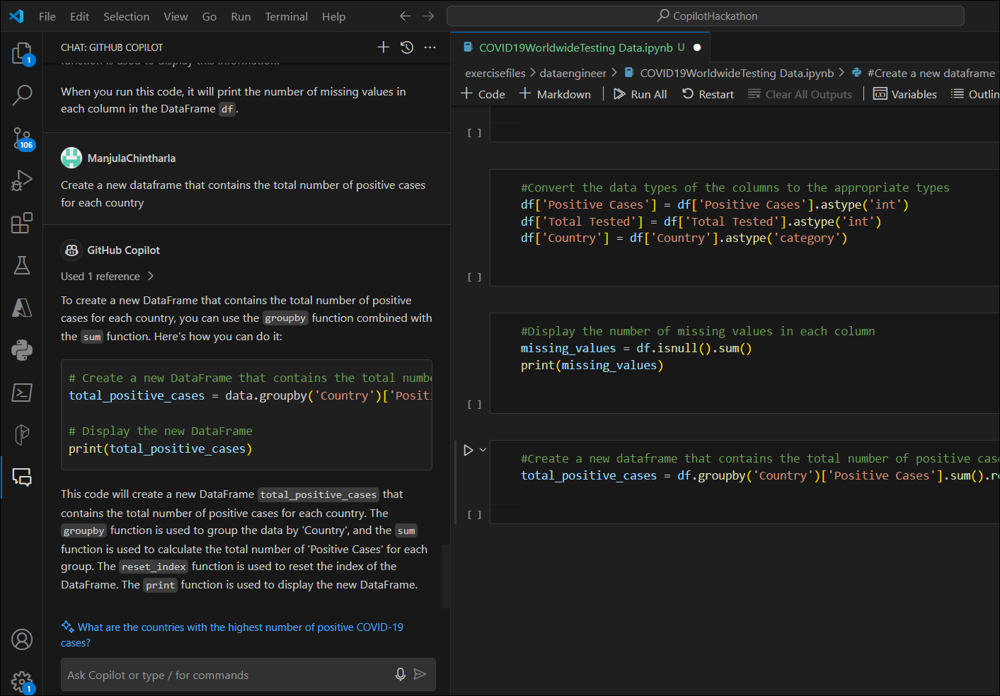 File Edit Selection View Go Run Terminal Help
CopilotHackathon
CHAT: GITHUB COPILOT
function is used to display this information.
When you run this code, it will print the number of missing values in
each column in the DataFrame df.
ManjulaChintharla
Create a new dataframe that contains the total number of positive cases
for each country
GitHub Copilot
Used 1 reference
To create a new DataFrame that contains the total number of positive
cases for each country, you can use the groupby function combined with
the sum function. Here's how you can do it:
# Create a new DataFrame that contains the total numbe
total_positive_cases = data.groupby('Country')['Positi
# Display the new DataFrame
print(total_positive_cases)
This code will create a new DataFrame total_positive_cases that
contains the total number of positive cases for each country. The
groupby function is used to group the data by 'Country', and the sum
function is used to calculate the total number of 'Positive Cases' for each
group. The reset_index function is used to reset the index of the
DataFrame. The print function is used to display the new DataFrame.
What are the countries with the highest number of positive COVID-19
cases?
Ask Copilot or type / for commands
1
106
1
COVID19WorldwideTesting Data.ipynb U
exercisefiles > dataengineer > COVID19WorldwideTesting Data.ipynb > #Create a new dataframe
+ Code + Markdown Run All Restart Clear All Outputs Variables Outlin
[ ]
#Convert the data types of the columns to the appropriate types
df['Positive Cases'] = df['Positive Cases'].astype('int')
df['Total Tested'] = df['Total Tested'].astype('int')
df['Country'] = df['Country'].astype('category')
[ ]
#Display the number of missing values in each column
missing_values = df.isnull().sum()
print(missing_values)
[ ]
#Create a new dataframe that contains the total number of positive cas
total_positive_cases = df.groupby('Country')['Positive Cases'].sum().r
[ ]